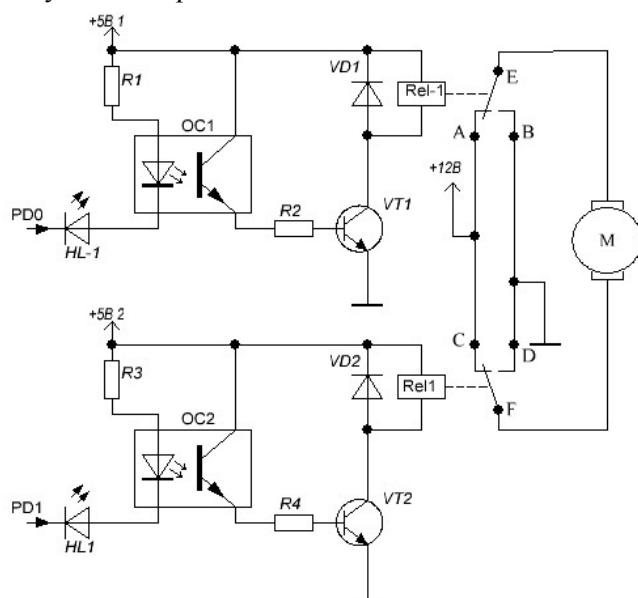 +5В 1
R1
OC1
VD1
Rel-1
E
A
B
+12В
PD0
HL-1
R2
VT1
M
+5В 2
R3
OC2
VD2
Rel1
C
D
F
PD1
HL1
R4
VT2